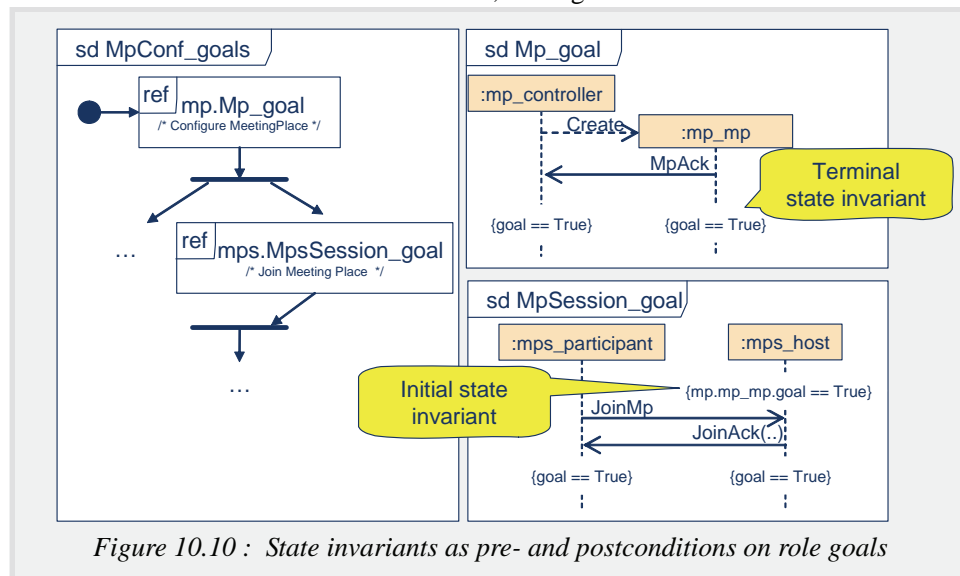 sd MpConf_goals
ref
mp.Mp_goal
/* Configure MeetingPlace */
...
ref
mps.MpsSession_goal
/* Join Meeting Place */
...
sd Mp_goal
:mp_controller
Create
:mp_mp
MpAck
Terminal
state invariant
{goal == True}
{goal == True}
sd MpSession_goal
:mps_participant
:mps_host
Initial state
invariant
{mp.mp_mp.goal == True}
JoinMp
JoinAck(..)
{goal == True}
{goal == True}
Figure 10.10 : State invariants as pre- and postconditions on role goals